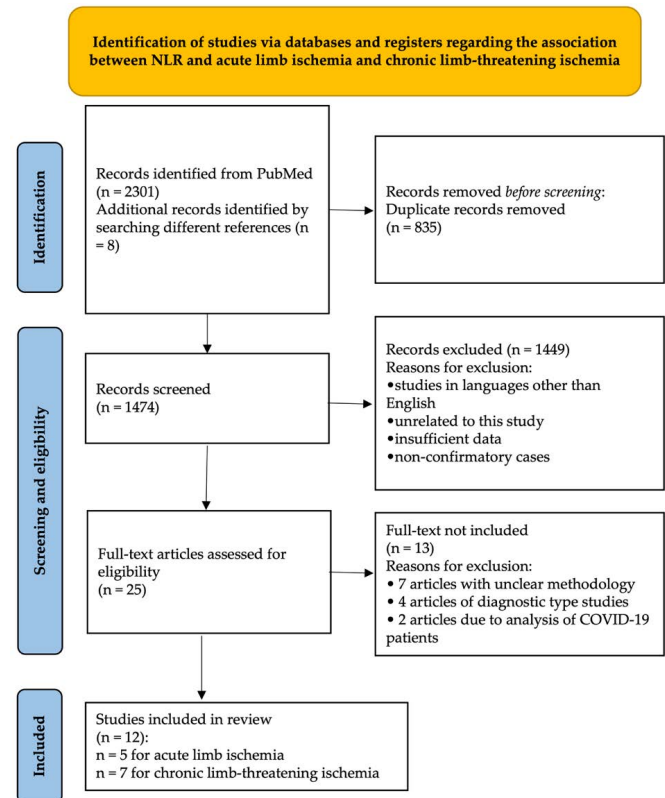 Identification of studies via databases and registers regarding the association
between NLR and acute limb ischemia and chronic limb-threatening ischemia
Identification
Records identified from PubMed
(n = 2301)
Additional records identified by
searching different references (n
= 8)
Records removed before screening:
Duplicate records removed
(n = 835)
Screening and eligibility
Records screened
(n = 1474)
Records excluded (n = 1449)
Reasons for exclusion:
•studies in languages other than
English
•unrelated to this study
•insufficient data
•non-confirmatory cases
Full-text articles assessed for
eligibility
(n = 25)
Full-text not included
(n = 13)
Reasons for exclusion:
• 7 articles with unclear methodology
• 4 articles of diagnostic type studies
• 2 articles due to analysis of COVID-19
patients
Included
Studies included in review
(n = 12):
n = 5 for acute limb ischemia
n = 7 for chronic limb-threatening ischemia